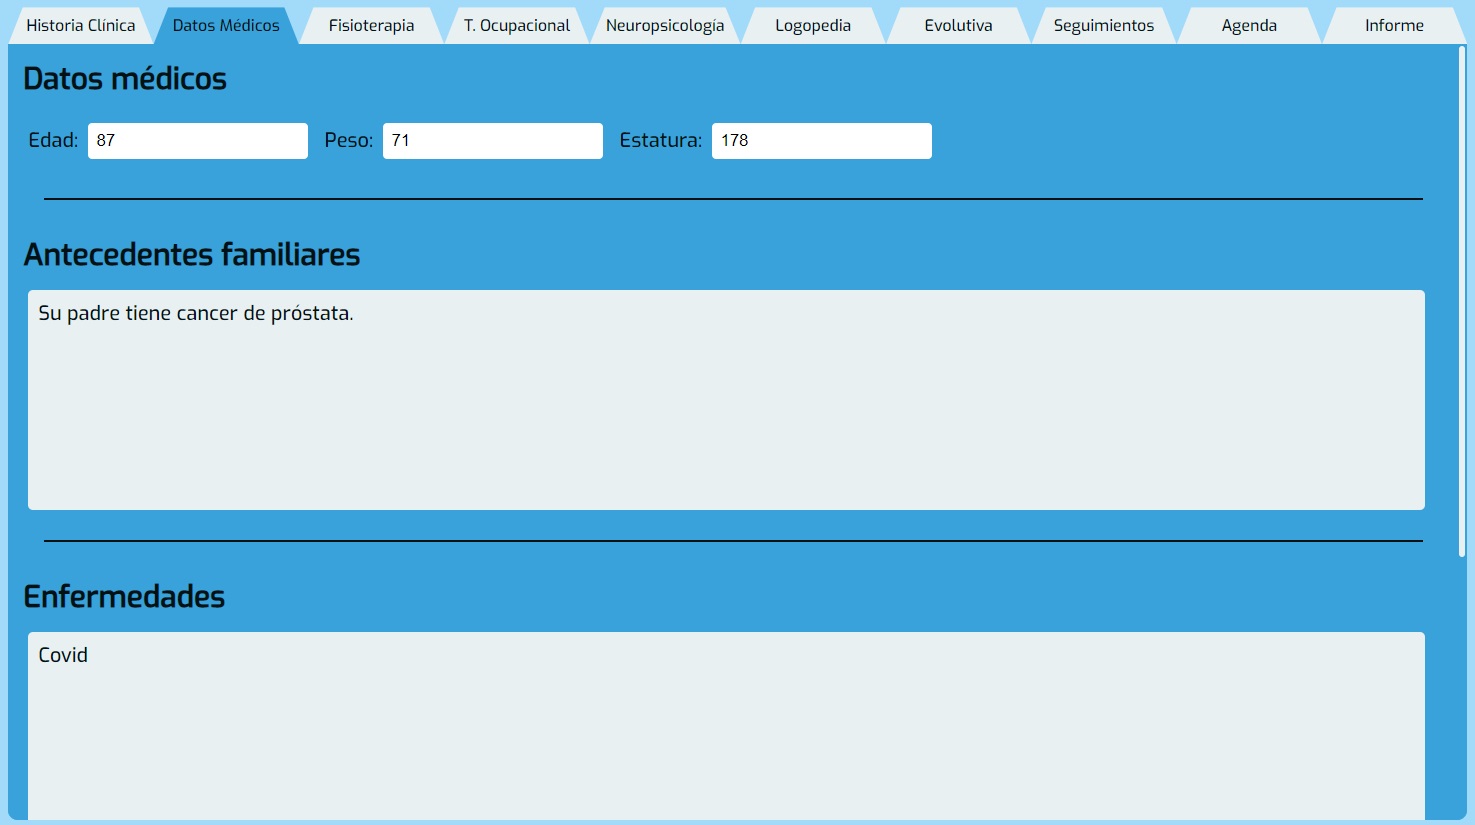 Historia Clínica Datos Médicos Fisioterapia T. Ocupacional Neuropsicología Logopedia Evolutiva Seguimientos Agenda Informe
Datos médicos
Edad: 87 Peso: 71 Estatura: 178
Antecedentes familiares
Su padre tiene cancer de próstata.
Enfermedades
Covid